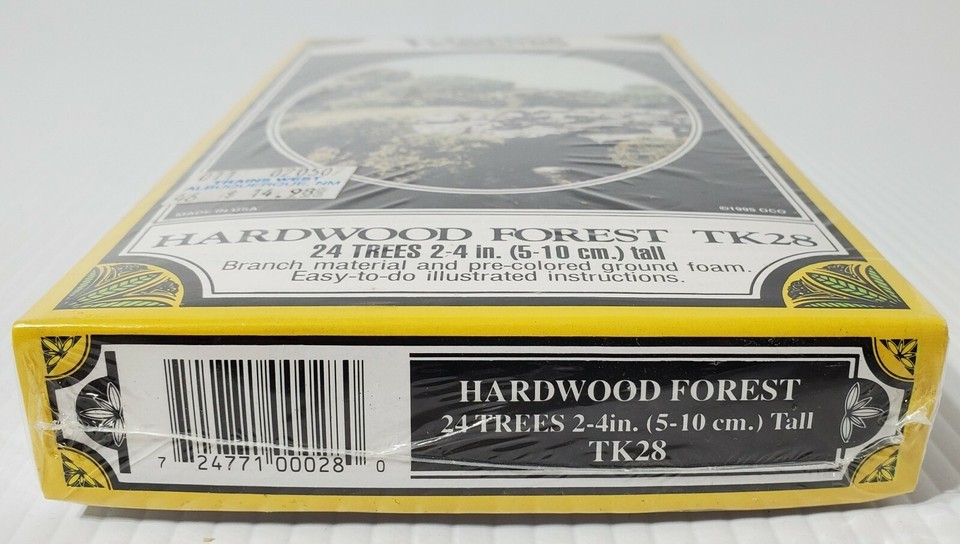 TRAINS WEST
ALBUQUERQUE, NM
$ 14.98
MADE IN USA
©1995 OCO
HARDWOOD FOREST TK28
24 TREES 2-4 in. (5-10 cm.) tall
Branch material and pre-colored ground foam.
Easy-to-do illustrated instructions.
HARDWOOD FOREST
24 TREES 2-4in. (5-10 cm.) Tall
TK28
7 24771 00028 0